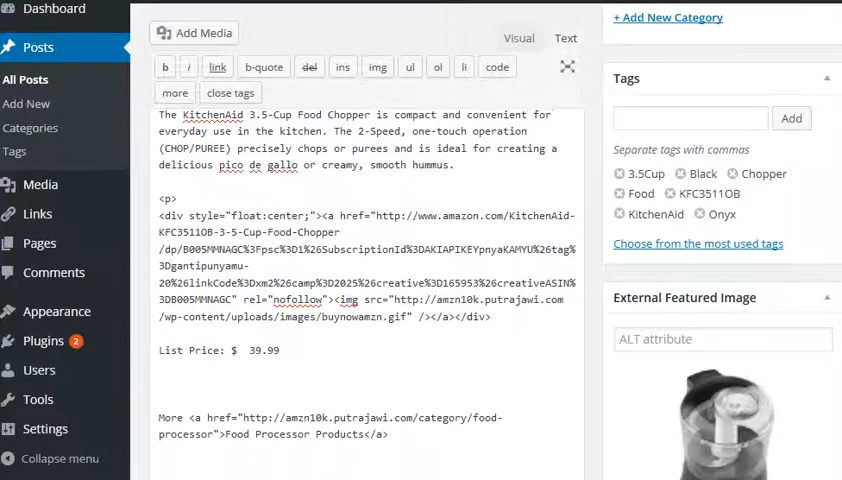 Dashboard
Posts
All Posts
Add New
Categories
Tags
Media
Links
Pages
Comments
Appearance
Plugins 2
Users
Tools
Settings
Collapse menu
Add Media
Visual Text
b i link b-quote del ins img ul ol li code
more close tags
The KitchenAid 3.5-Cup Food Chopper is compact and convenient for
everyday use in the kitchen. The 2-Speed, one-touch operation
(CHOP/PUREE) precisely chops or purees and is ideal for creating a
delicious pico de gallo or creamy, smooth hummus.
<p>
<div style="float:center;"><a href="http://www.amazon.com/KitchenAid-
KFC3511OB-3-5-Cup-Food-Chopper
/dp/B005MMNAGC%3Fpsc%3D1%26SubscriptionId%3DAKIAPIKEYpnyaKAMYU%26tag%
3Dgantipunyamu-
20%26linkCode%3Dxm2%26camp%3D2025%26creative%3D165953%26creativeASIN%
3DB005MMNAGC" rel="nofollow"><img src="http://amzn10k.putrajawi.com
/wp-content/uploads/images/buynowamzn.gif" /></a></div>
List Price: $  39.99
More <a href="http://amzn10k.putrajawi.com/category/food-
processor">Food Processor Products</a>
+ Add New Category
Tags
Add
Separate tags with commas
3.5Cup Black Chopper
Food KFC3511OB
KitchenAid Onyx
Choose from the most used tags
External Featured Image
ALT attribute